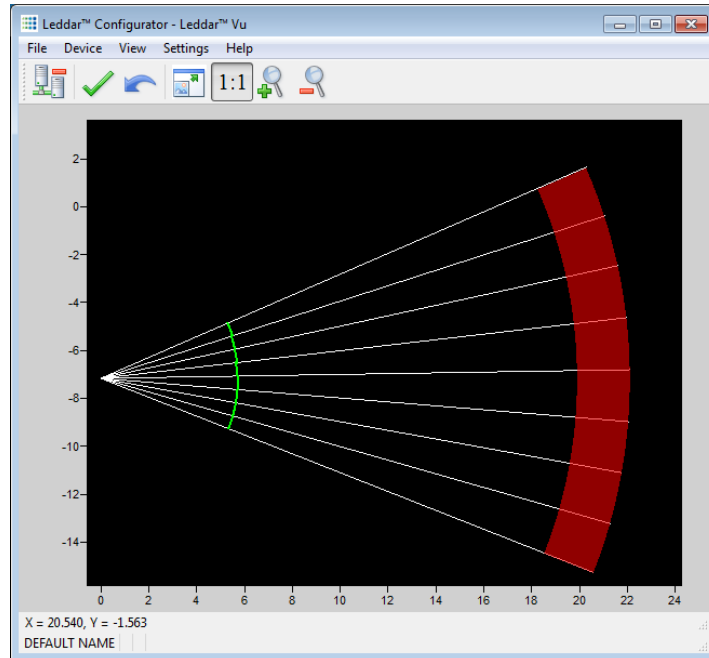 Leddar™ Configurator - Leddar™ Vu
File Device View Settings Help
1:1
2
0
-2
-4
-6
-8
-10
-12
-14
0 2 4 6 8 10 12 14 16 18 20 22 24
X = 20.540, Y = -1.563
DEFAULT NAME